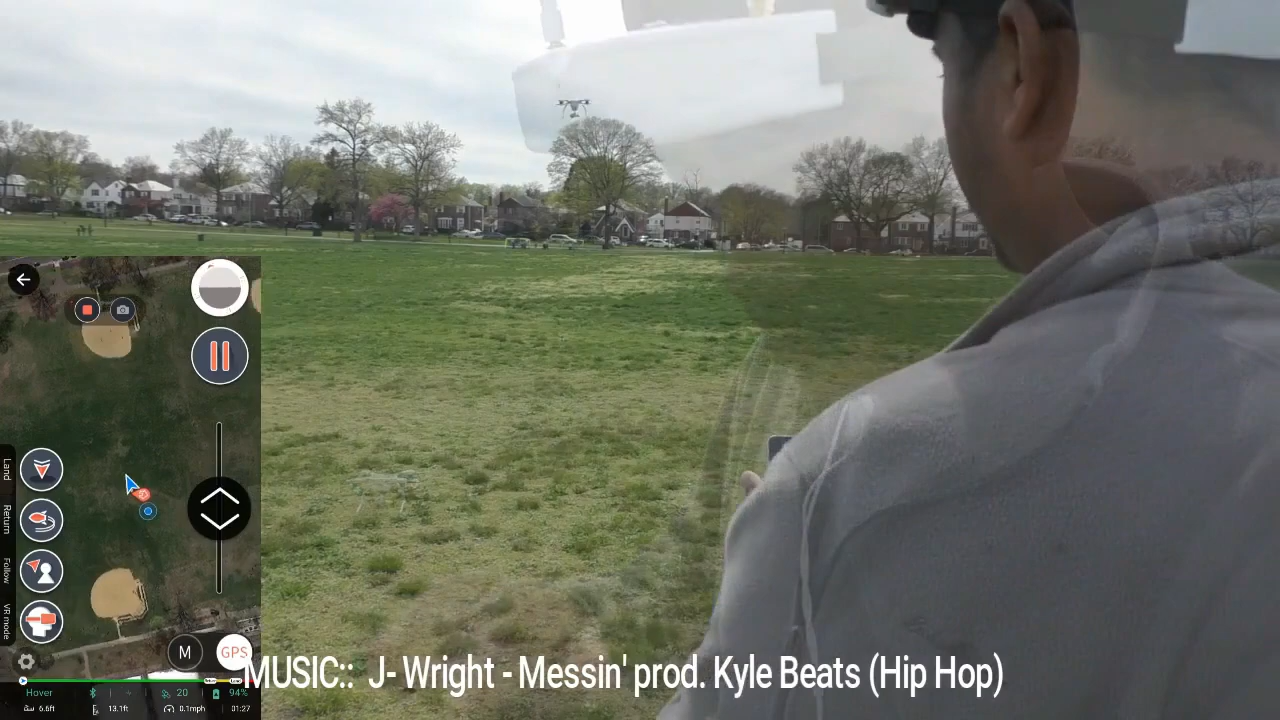 Land
Return
Follow
VR mode
M
GPS
MUSIC:: J- Wright - Messin' prod. Kyle Beats (Hip Hop)
Hover
20
94%
6.6ft
13.1ft
0.1mph
01:27